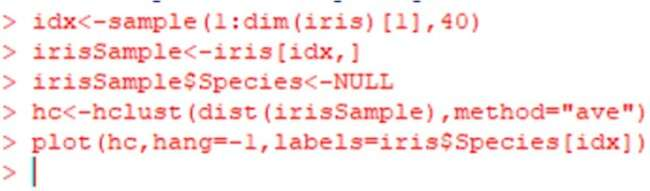 > idx<-sample(1:dim(iris)[1],40)
> irisSample<-iris[idx,]
> irisSample$Species<-NULL
> hc<-hclust(dist(irisSample),method="ave")
> plot(hc,hang=-1,labels=iris$Species[idx])
>